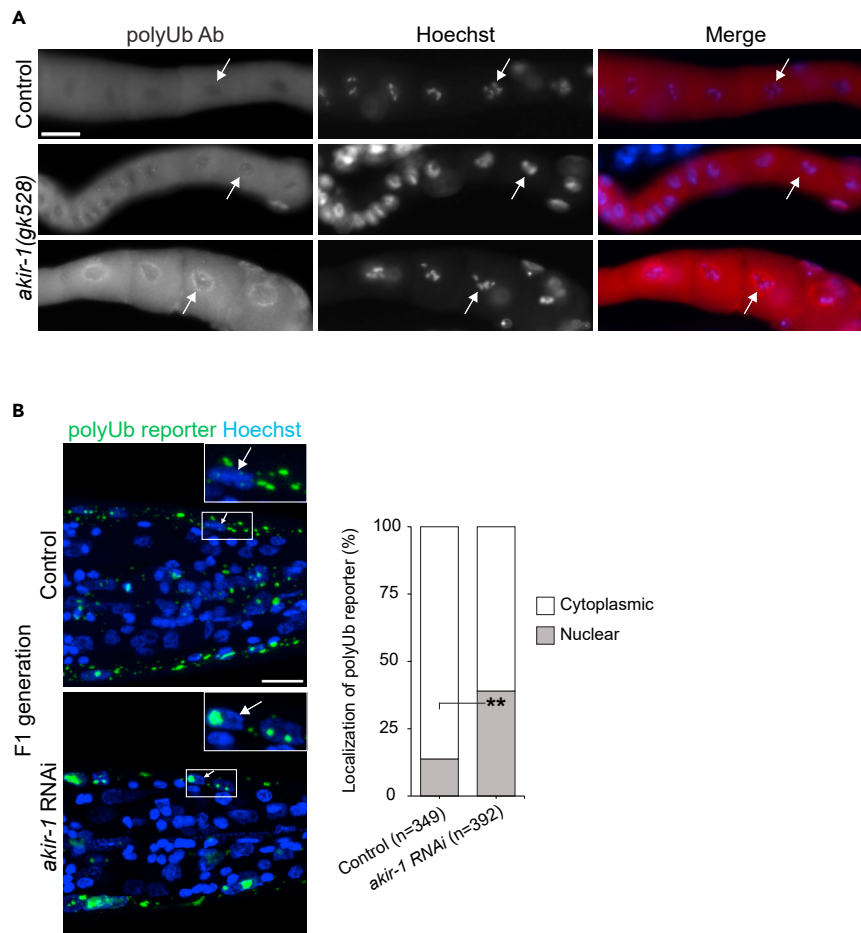 A
polyUb Ab
Hoechst
Merge
Control
akir-1(gk528)
B
polyUb reporter Hoechst
Control
F1 generation
akir-1 RNAi
Localization of polyUb reporter (%)
100
75
50
25
0
**
Cytoplasmic
Nuclear
Control (n=349)
akir-1 RNAi (n=392)